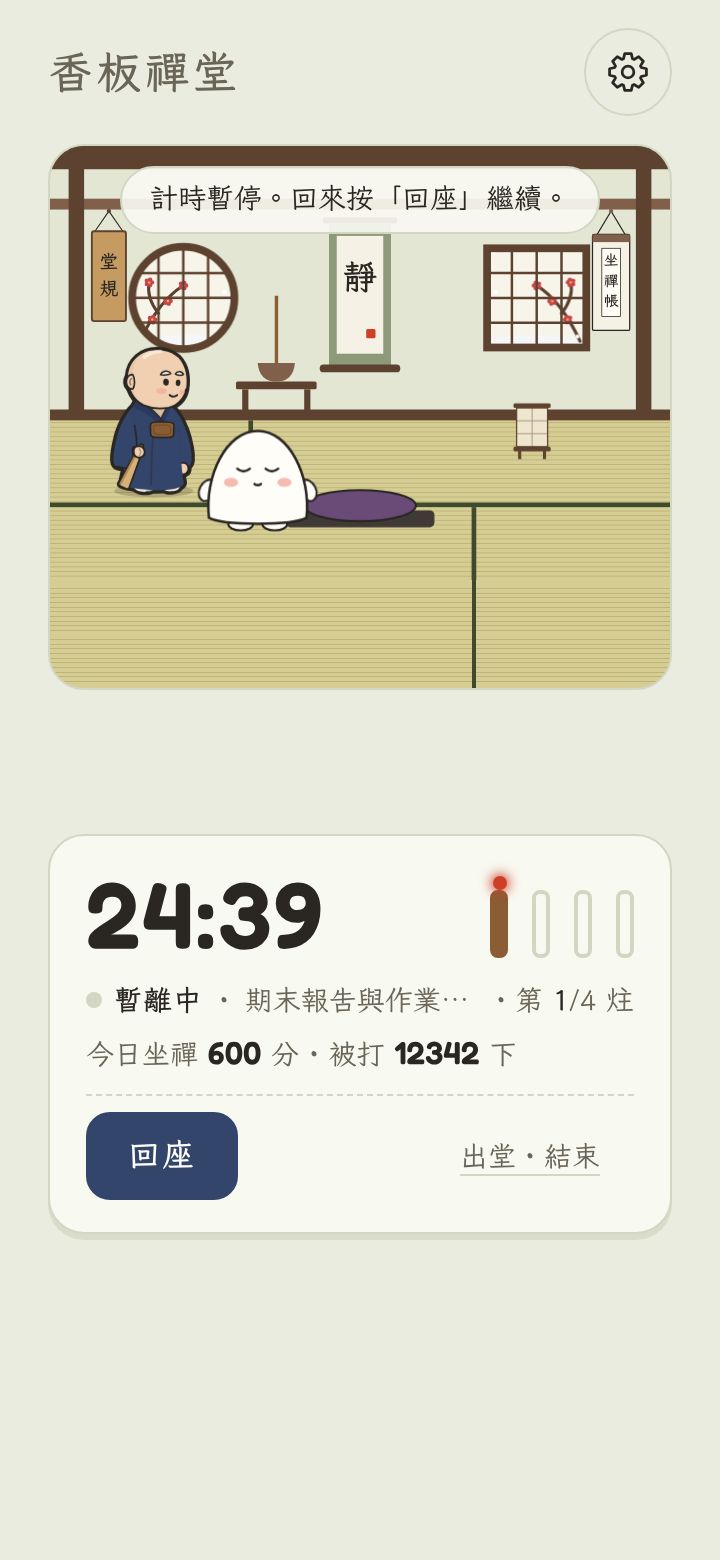 香板禪堂
計時暫停。回來按「回座」繼續。
堂規
靜
坐禪帳
24:39
暫離中 · 期末報告與作業… · 第 1/4 炷
今日坐禪 600 分 · 被打 12342 下
回座
出堂 · 結束